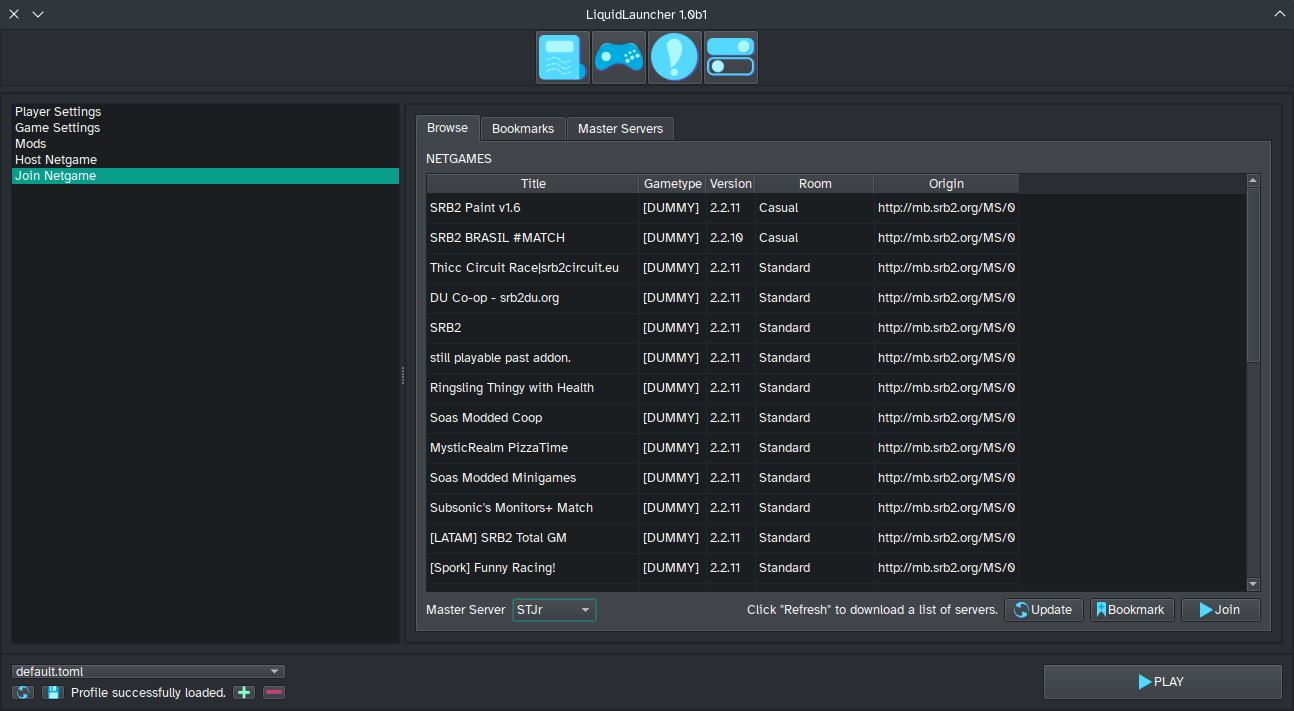 LiquidLauncher 1.0b1
Player Settings
Game Settings
Mods
Host Netgame
Join Netgame
Browse Bookmarks Master Servers
NETGAMES
Title Gametype Version Room Origin
SRB2 Paint v1.6 [DUMMY] 2.2.11 Casual http://mb.srb2.org/MS/0
SRB2 BRASIL #MATCH [DUMMY] 2.2.10 Casual http://mb.srb2.org/MS/0
Thicc Circuit Race|srb2circuit.eu [DUMMY] 2.2.11 Standard http://mb.srb2.org/MS/0
DU Co-op - srb2du.org [DUMMY] 2.2.11 Standard http://mb.srb2.org/MS/0
SRB2 [DUMMY] 2.2.11 Standard http://mb.srb2.org/MS/0
still playable past addon. [DUMMY] 2.2.11 Standard http://mb.srb2.org/MS/0
Ringsling Thingy with Health [DUMMY] 2.2.11 Standard http://mb.srb2.org/MS/0
Soas Modded Coop [DUMMY] 2.2.11 Standard http://mb.srb2.org/MS/0
MysticRealm PizzaTime [DUMMY] 2.2.11 Standard http://mb.srb2.org/MS/0
Soas Modded Minigames [DUMMY] 2.2.11 Standard http://mb.srb2.org/MS/0
Subsonic's Monitors+ Match [DUMMY] 2.2.11 Standard http://mb.srb2.org/MS/0
[LATAM] SRB2 Total GM [DUMMY] 2.2.11 Standard http://mb.srb2.org/MS/0
[Spork] Funny Racing! [DUMMY] 2.2.11 Standard http://mb.srb2.org/MS/0
Master Server STJr Click "Refresh" to download a list of servers. Update Bookmark Join
default.toml
Profile successfully loaded.
PLAY